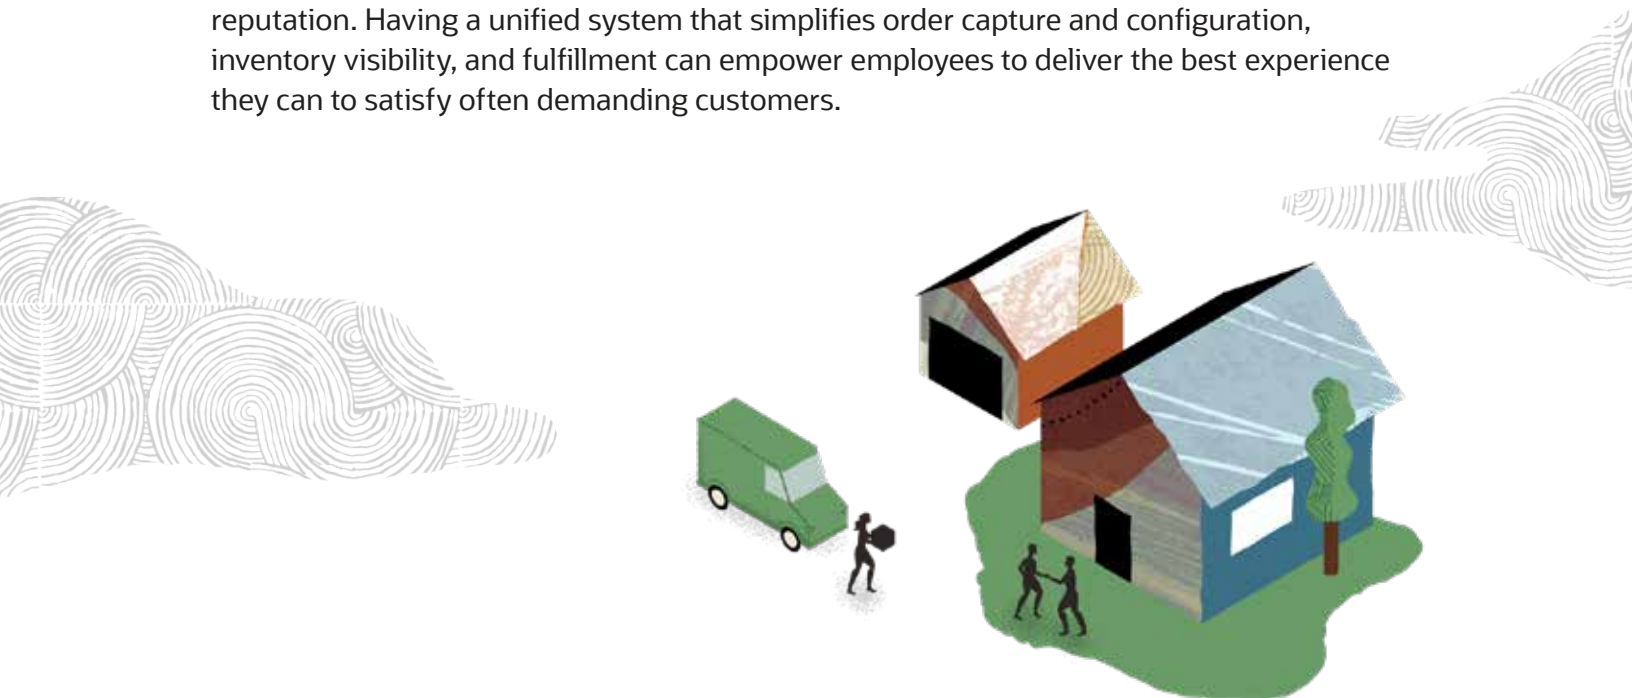 reputation. Having a unified system that simplifies order capture and configuration,
inventory visibility, and fulfillment can empower employees to deliver the best experience
they can to satisfy often demanding customers.